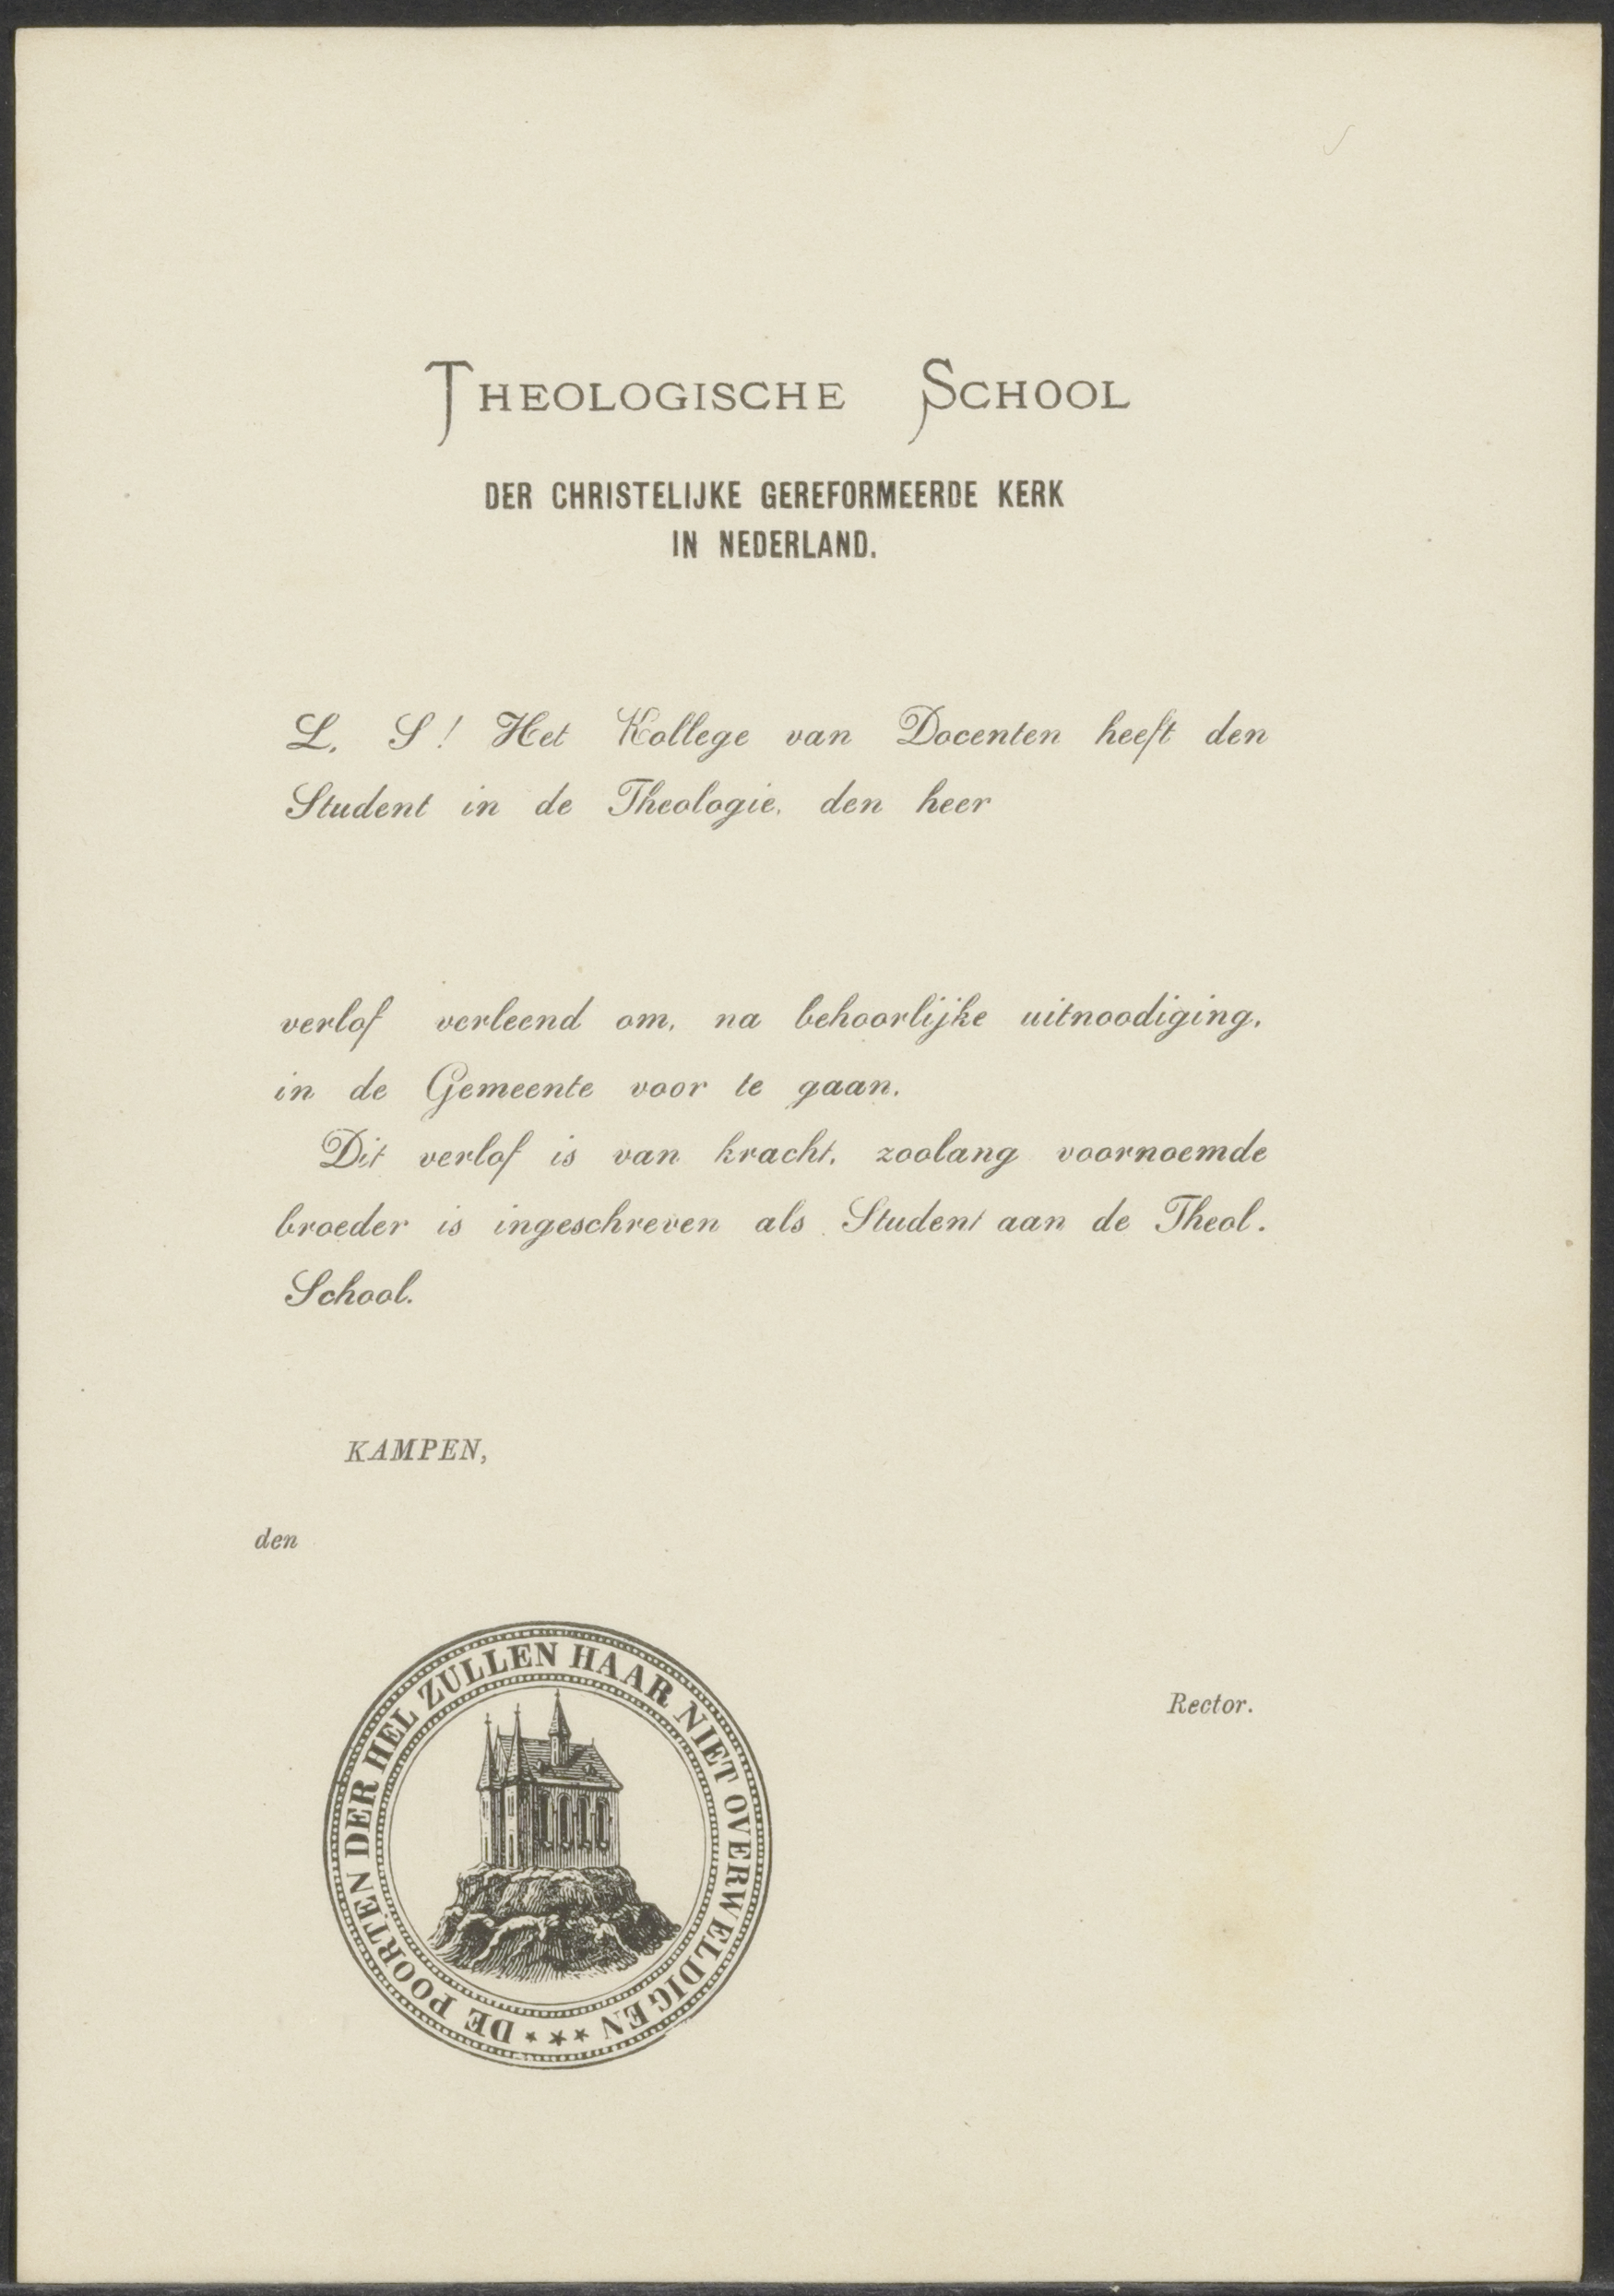 THEOLOGISCHE SCHOOL
DER CHRISTELIJKE GEREFORMEERDE KERK
IN NEDERLAND.
L. S! Het Kollege van Docenten heeft den
Student in de Theologie, den heer
verlof verleend om, na behoorlijke uitnoodiging,
in de Gemeente voor te gaan.
Dit verlof is van kracht, zoolang voornoemde
broeder is ingeschreven als Student aan de Theol.
School.
KAMPEN,
den
Rector.
DE POORTEN DER HEL ZULLEN HAAR NIET OVERWELDIGEN ***